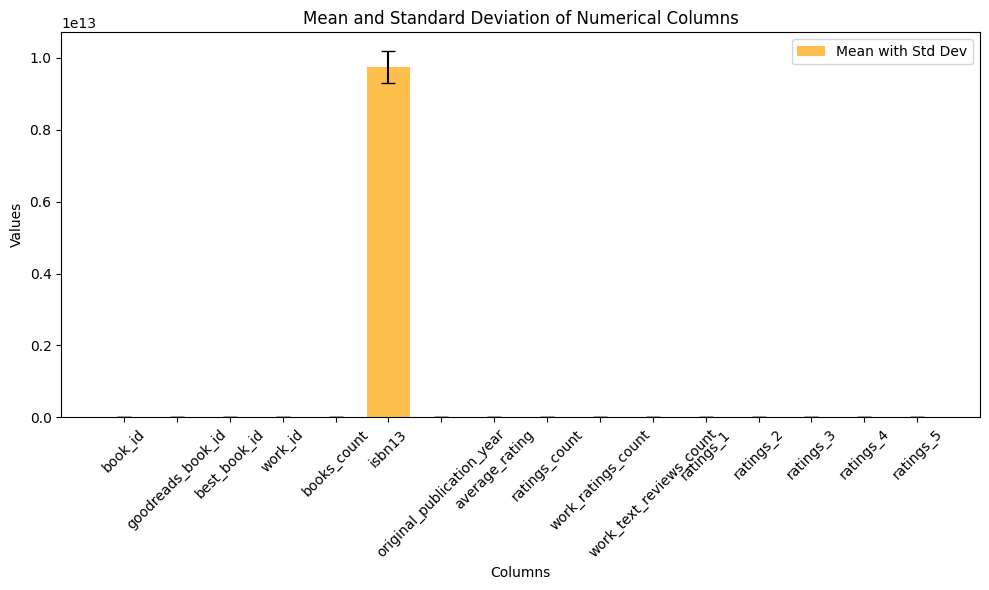 Mean and Standard Deviation of Numerical Columns
1e13
Mean with Std Dev
1.0
0.8
0.6
0.4
0.2
0.0
Values
book_id
goodreads_book_id
best_book_id
work_id
books_count
isbn13
original_publication_year
average_rating
ratings_count
work_ratings_count
work_text_reviews_count
ratings_1
ratings_2
ratings_3
ratings_4
ratings_5
Columns